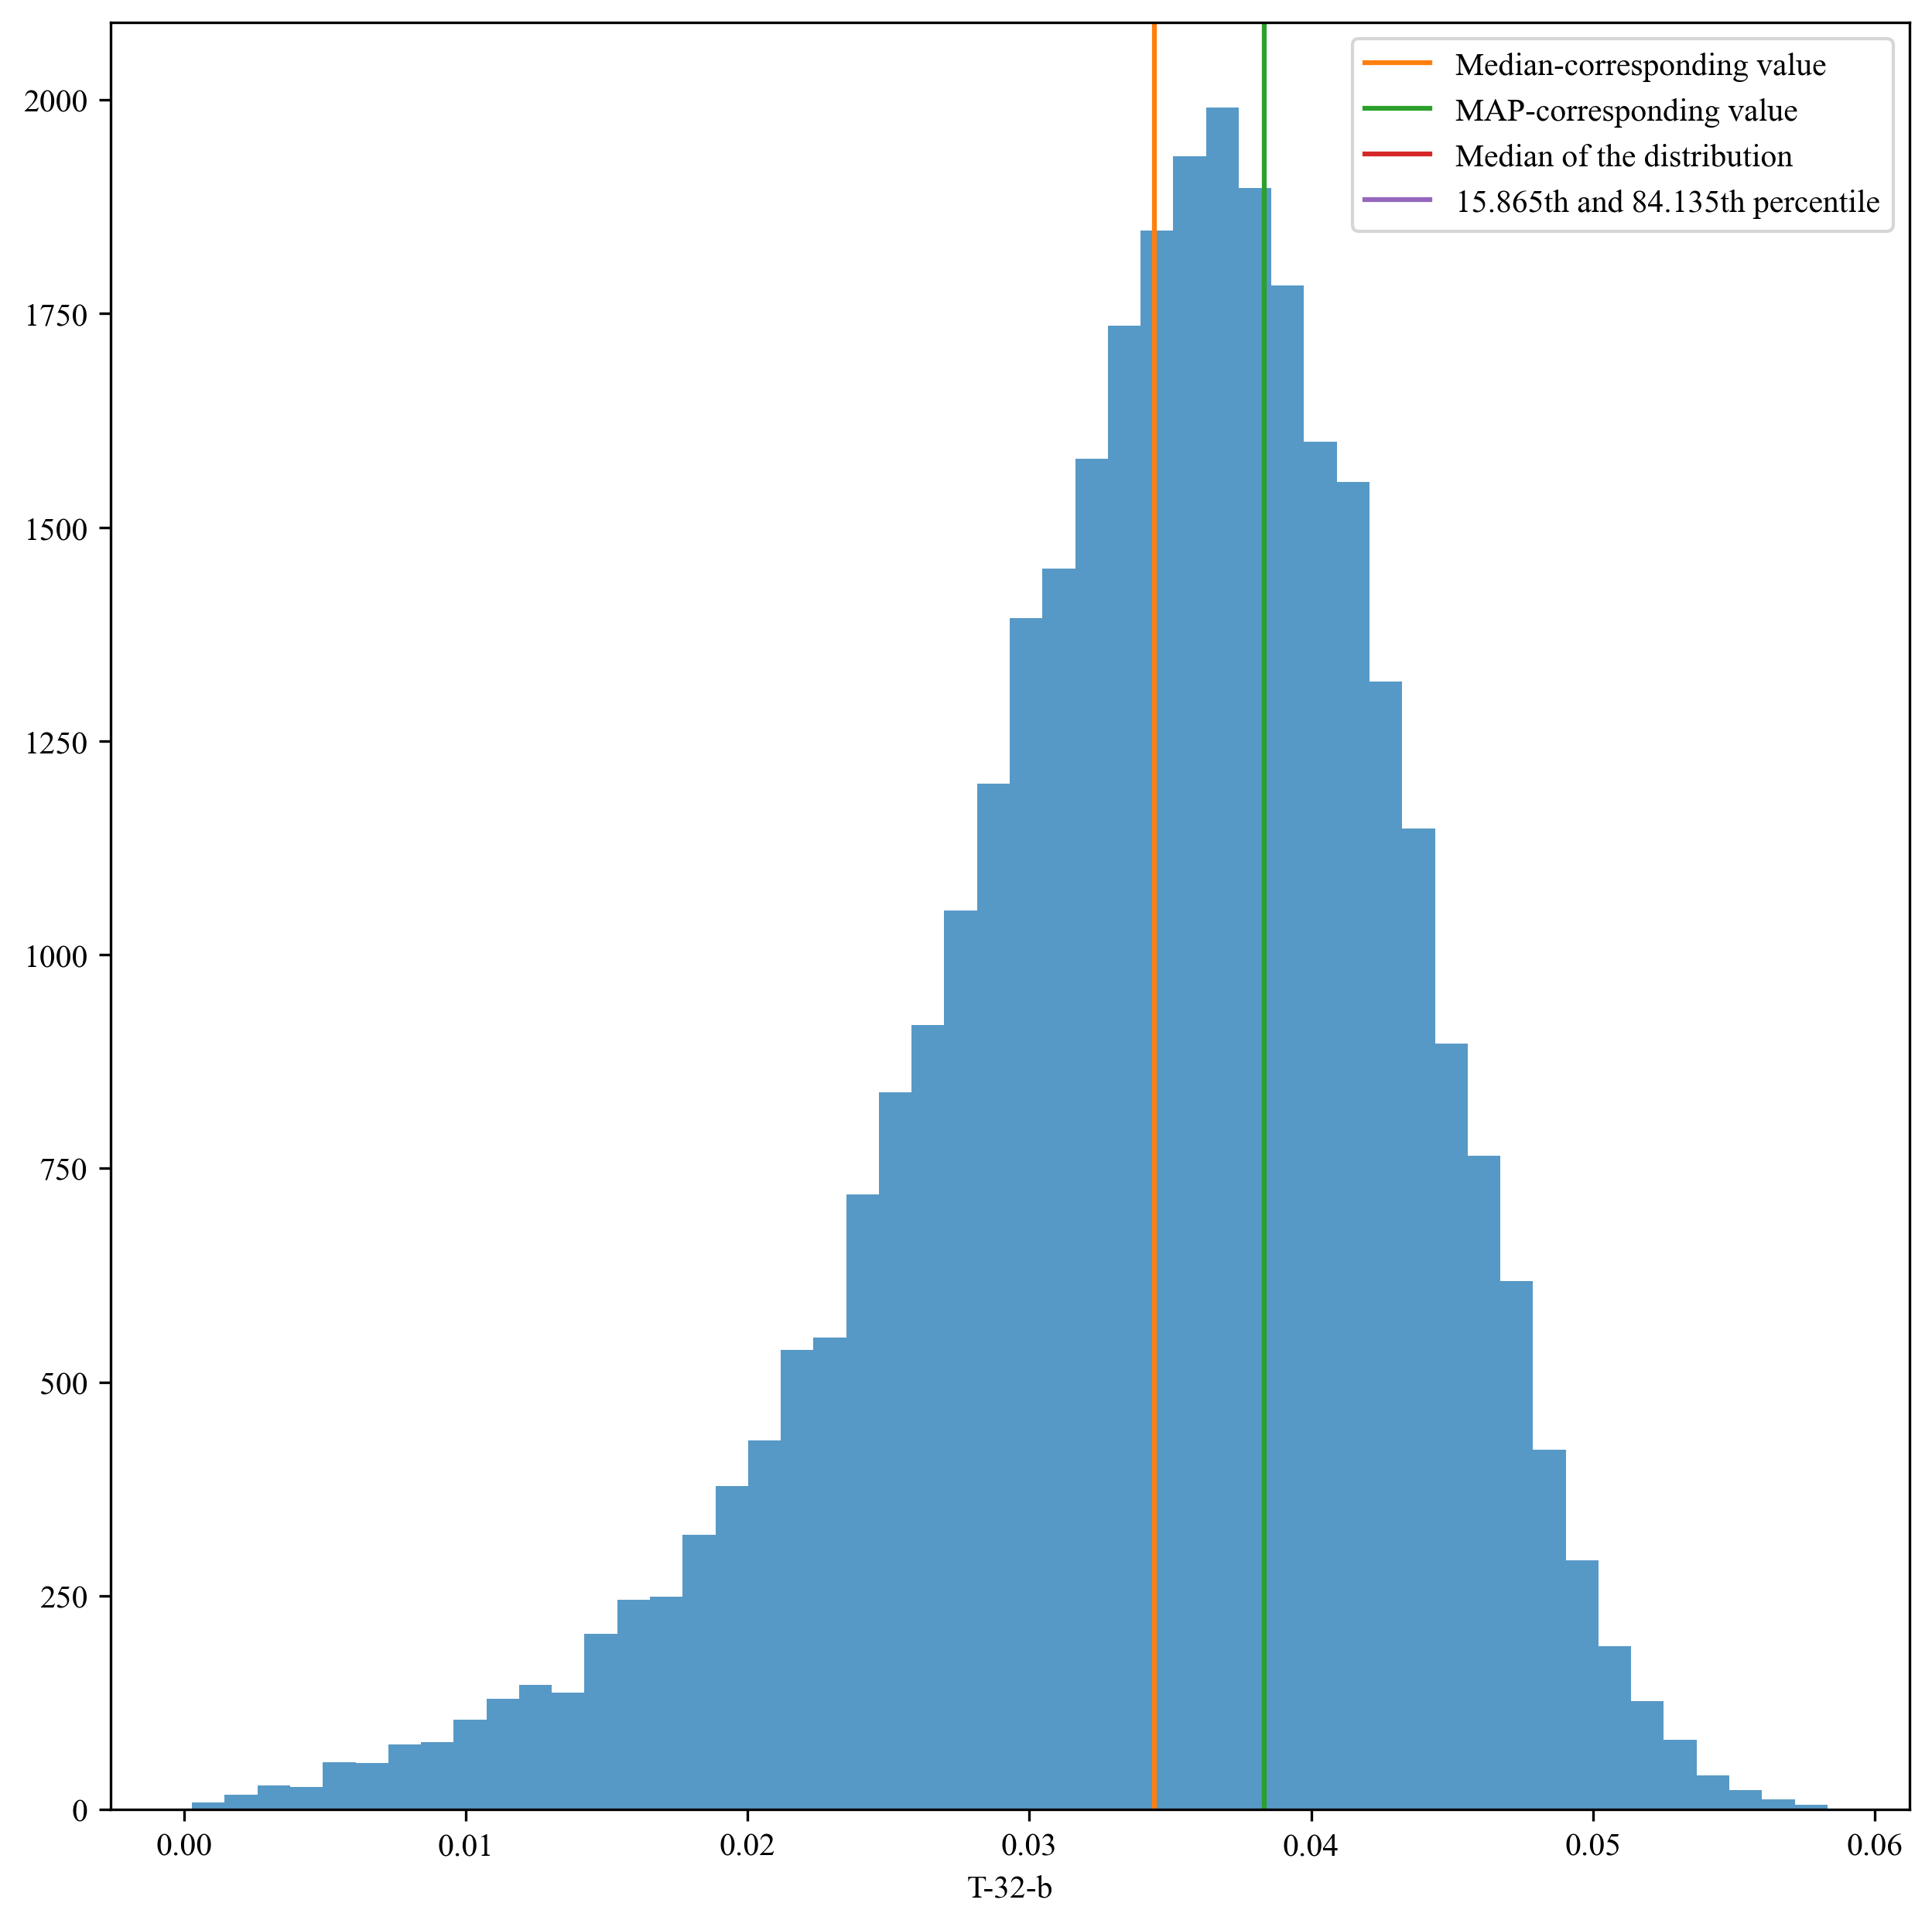 Median-corresponding value
MAP-corresponding value
Median of the distribution
15.865th and 84.135th percentile
2000
1750
1500
1250
1000
750
500
250
0
0.00 0.01 0.02 0.03 0.04 0.05 0.06
T-32-b